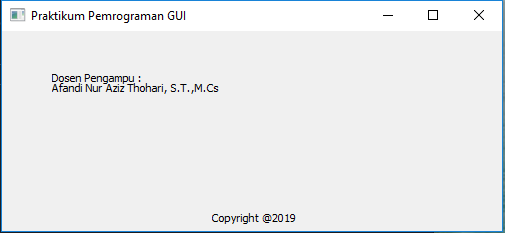 Praktikum Pemrograman GUI
Dosen Pengampu :
Afandi Nur Aziz Thohari, S.T.,M.Cs
Copyright @2019